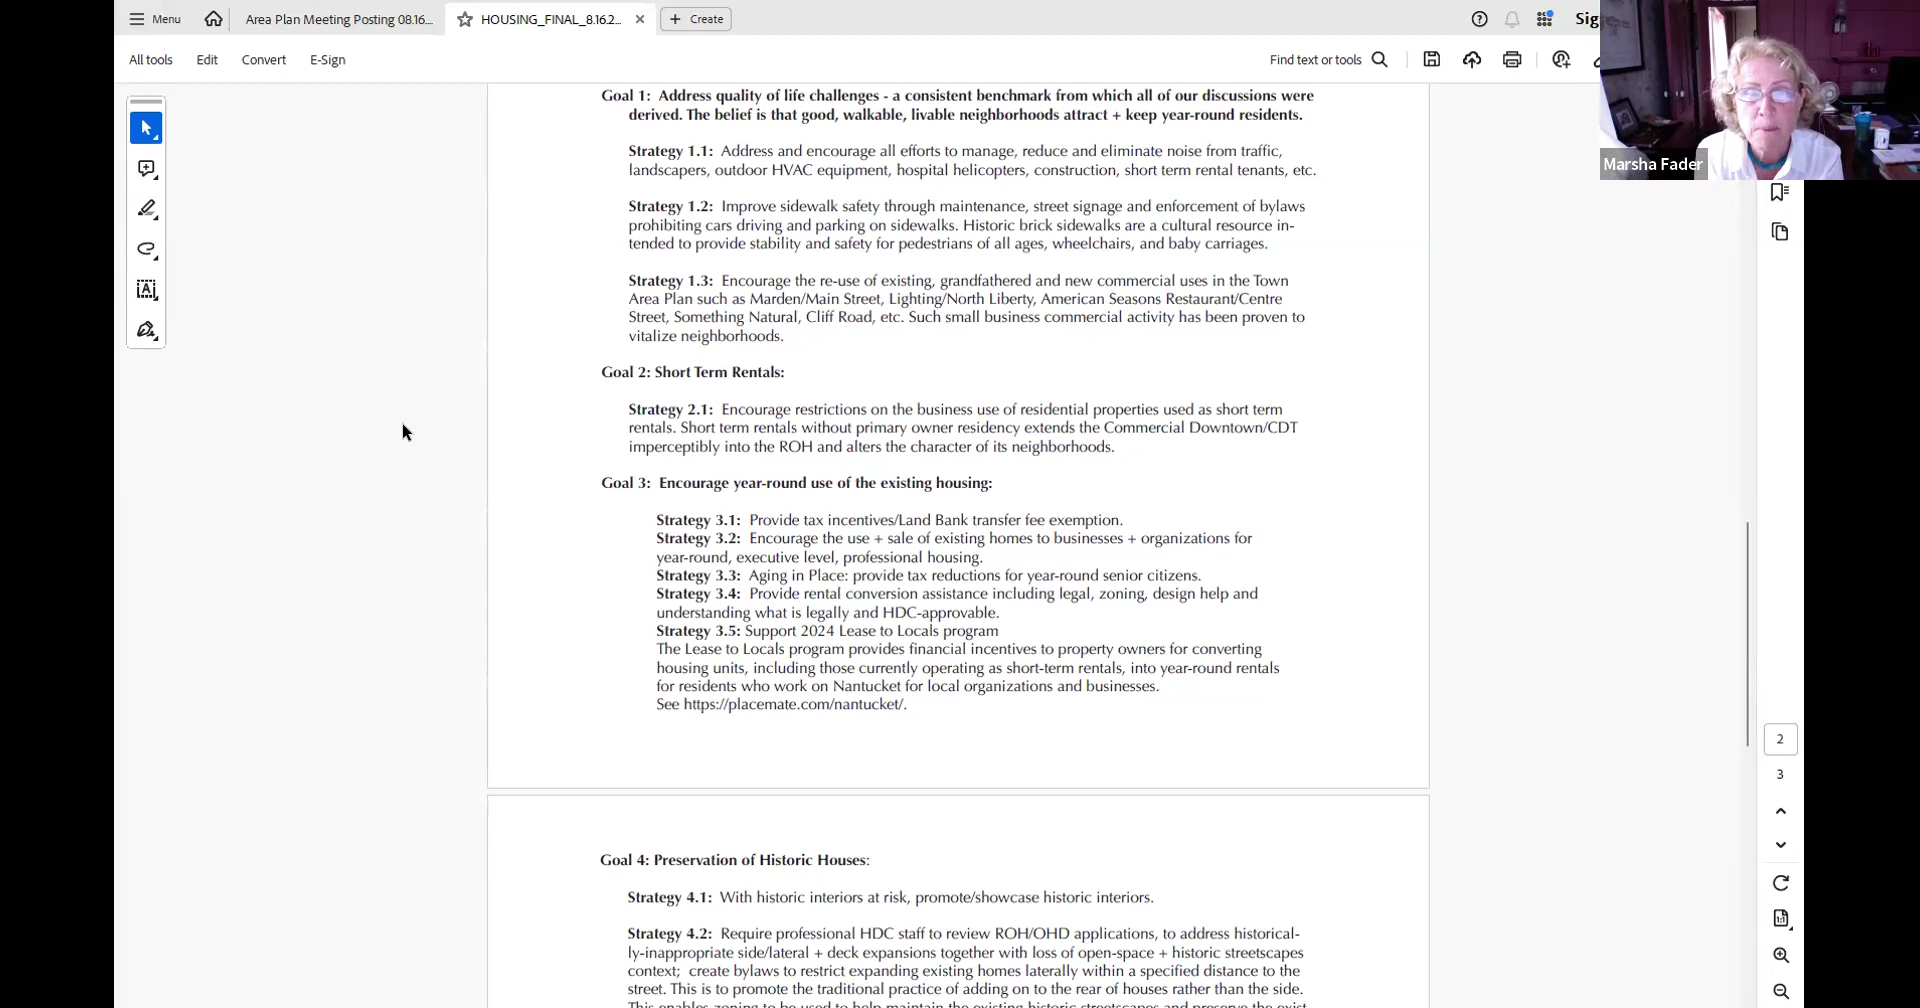 Menu
Area Plan Meeting Posting 08.16...
HOUSING_FINAL_8.16.2...
Create
All tools
Edit
Convert
E-Sign
Find text or tools
Marsha Fader
Goal 1: Address quality of life challenges - a consistent benchmark from which all of our discussions were
derived. The belief is that good, walkable, livable neighborhoods attract + keep year-round residents.
Strategy 1.1: Address and encourage all efforts to manage, reduce and eliminate noise from traffic,
landscapers, outdoor HVAC equipment, hospital helicopters, construction, short term rental tenants, etc.
Strategy 1.2: Improve sidewalk safety through maintenance, street signage and enforcement of bylaws
prohibiting cars driving and parking on sidewalks. Historic brick sidewalks are a cultural resource in-
tended to provide stability and safety for pedestrians of all ages, wheelchairs, and baby carriages.
Strategy 1.3: Encourage the re-use of existing, grandfathered and new commercial uses in the Town
Area Plan such as Marden/Main Street, Lighting/North Liberty, American Seasons Restaurant/Centre
Street, Something Natural, Cliff Road, etc. Such small business commercial activity has been proven to
vitalize neighborhoods.
Goal 2: Short Term Rentals:
Strategy 2.1: Encourage restrictions on the business use of residential properties used as short term
rentals. Short term rentals without primary owner residency extends the Commercial Downtown/CDT
imperceptibly into the ROH and alters the character of its neighborhoods.
Goal 3: Encourage year-round use of the existing housing:
Strategy 3.1: Provide tax incentives/Land Bank transfer fee exemption.
Strategy 3.2: Encourage the use + sale of existing homes to businesses + organizations for
year-round, executive level, professional housing.
Strategy 3.3: Aging in Place: provide tax reductions for year-round senior citizens.
Strategy 3.4: Provide rental conversion assistance including legal, zoning, design help and
understanding what is legally and HDC-approvable.
Strategy 3.5: Support 2024 Lease to Locals program
The Lease to Locals program provides financial incentives to property owners for converting
housing units, including those currently operating as short-term rentals, into year-round rentals
for residents who work on Nantucket for local organizations and businesses.
See https://placemate.com/nantucket/.
2
3
Goal 4: Preservation of Historic Houses:
Strategy 4.1: With historic interiors at risk, promote/showcase historic interiors.
Strategy 4.2: Require professional HDC staff to review ROH/OHD applications, to address historical-
ly-inappropriate side/lateral + deck expansions together with loss of open-space + historic streetscapes
context; create bylaws to restrict expanding existing homes laterally within a specified distance to the
street. This is to promote the traditional practice of adding on to the rear of houses rather than the side.
This enables zoning to be used to help maintain the existing historic streetscapes and preserve the exist